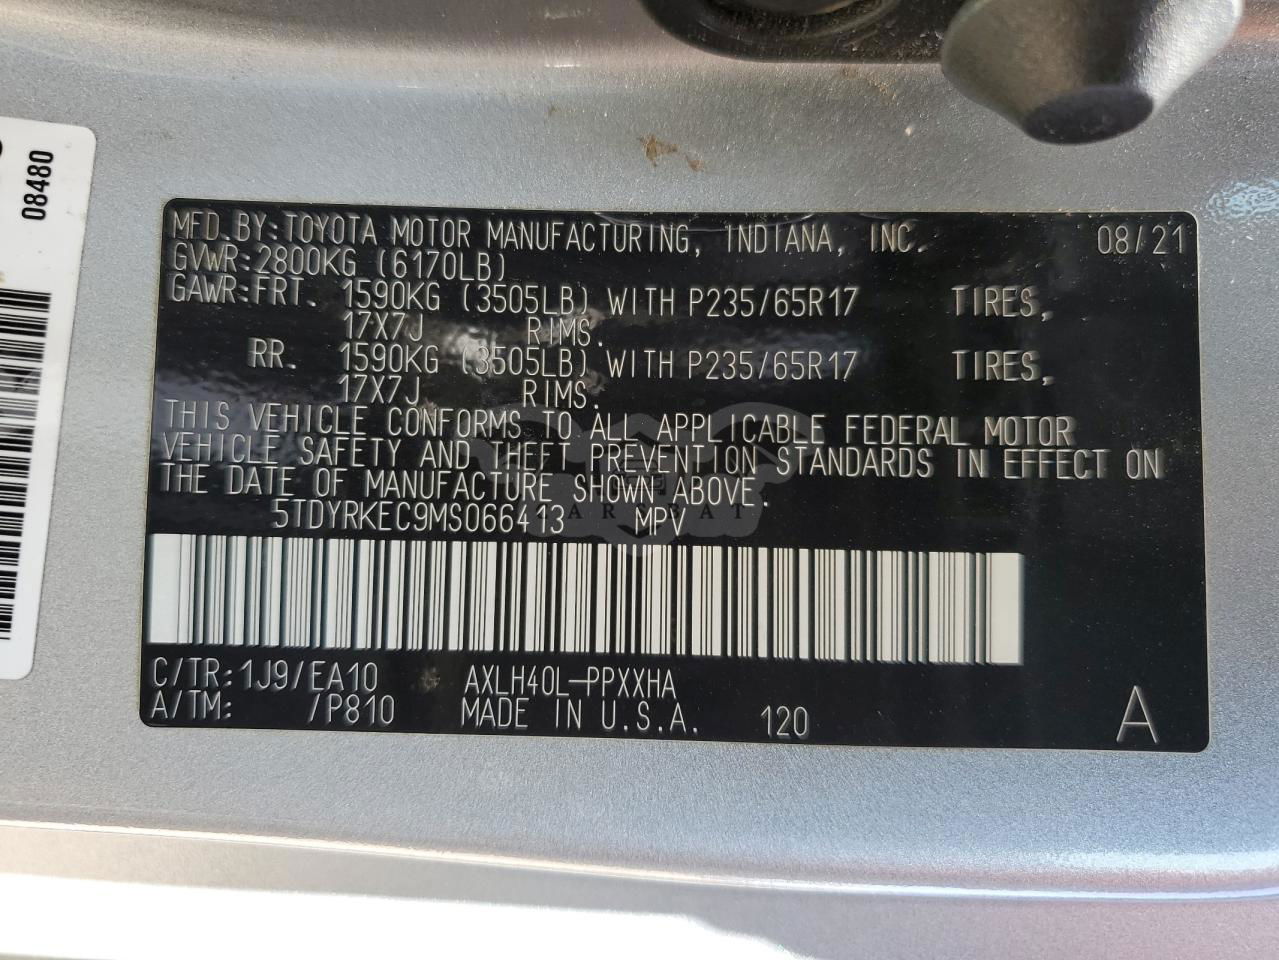 08480
MFD BY:TOYOTA MOTOR MANUFACTURING, INDIANA, INC. 08/21
GVWR:2800KG (6170LB)
GAWR:FRT. 1590KG (3505LB) WITH P235/65R17 TIRES,
17X7J RIMS.
RR. 1590KG (3505LB) WITH P235/65R17 TIRES,
17X7J RIMS.
THIS VEHICLE CONFORMS TO ALL APPLICABLE FEDERAL MOTOR
VEHICLE SAFETY AND THEFT PREVENTION STANDARDS IN EFFECT ON
THE DATE OF MANUFACTURE SHOWN ABOVE.
5TDYRKEC9MS066413 MPV
C/TR:1J9/EA10 AXLH40L-PPXXHA
A/TM: /P810 MADE IN U.S.A. 120 A